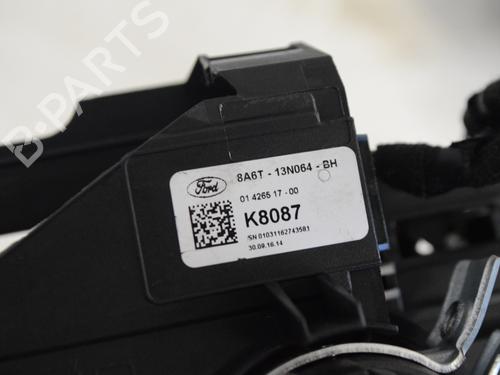 B-PARTS
Ford
8A6T - 13N064 - BH
01 4265 17 - 00
K8087
SN 01031162743581
30.09.16.14